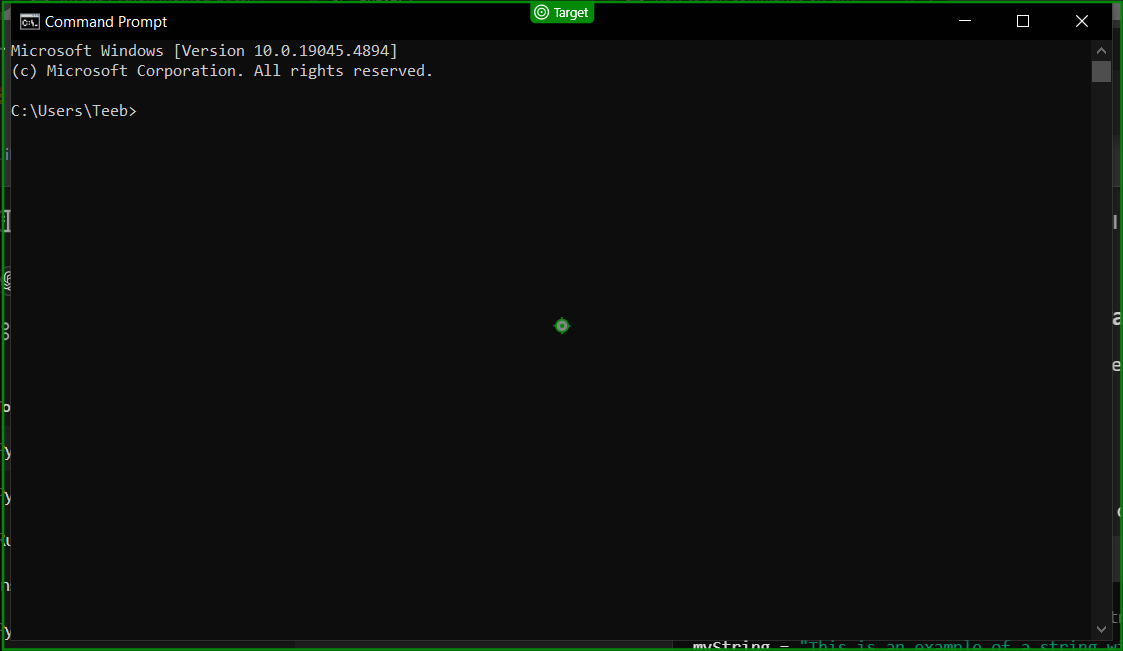 Target
Command Prompt
Microsoft Windows [Version 10.0.19045.4894]
(c) Microsoft Corporation. All rights reserved.
C:\Users\Teeb>
myString = "This is an example of a string wi